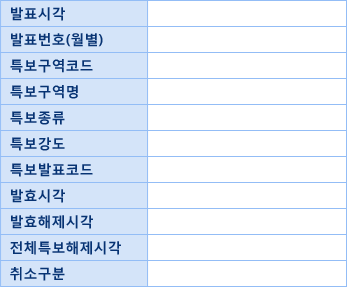 발표시각
발표번호(월별)
특보구역코드
특보구역명
특보종류
특보강도
특보발표코드
발효시각
발효해제시각
전체특보해제시각
취소구분